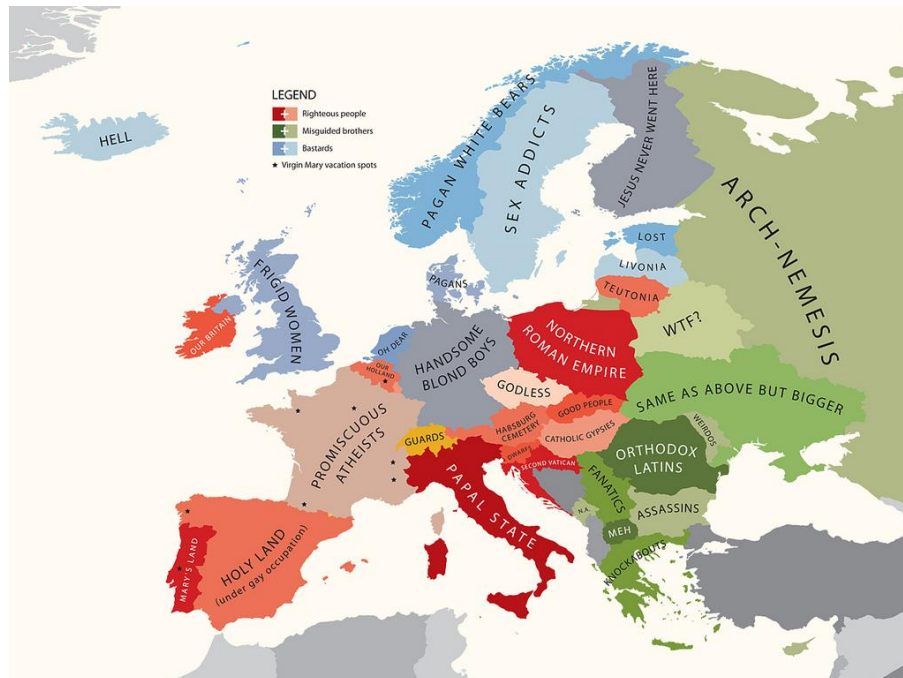 LEGEND
Righteous people
Misguided brothers
Bastards
Virgin Mary vacation spots
HELL
PAGAN WHITE BEARS
SEX ADDICTS
JESUS NEVER WENT HERE
ARCH-NEMESIS
LOST
LIVONIA
TEUTONIA
WTF?
PAGANS
FRIGID WOMEN
OUR BRITAIN
OH DEAR
OUR
HOLLAND
HANDSOME
BLOND BOYS
NORTHERN
ROMAN EMPIRE
GODLESS
GOOD PEOPLE
SAME AS ABOVE BUT BIGGER
WEIRDOS
HABSBURG
CEMETERY
CATHOLIC GYPSIES
GUARDS
PROMISCUOUS
ATHEISTS
DWARFS
SECOND VATICAN
ORTHODOX
LATINS
PAPAL STATE
FANATICS
N.A.
ASSASSINS
MEH
KNOCKABOUTS
MARY'S LAND
HOLY LAND
(under gay occupation)